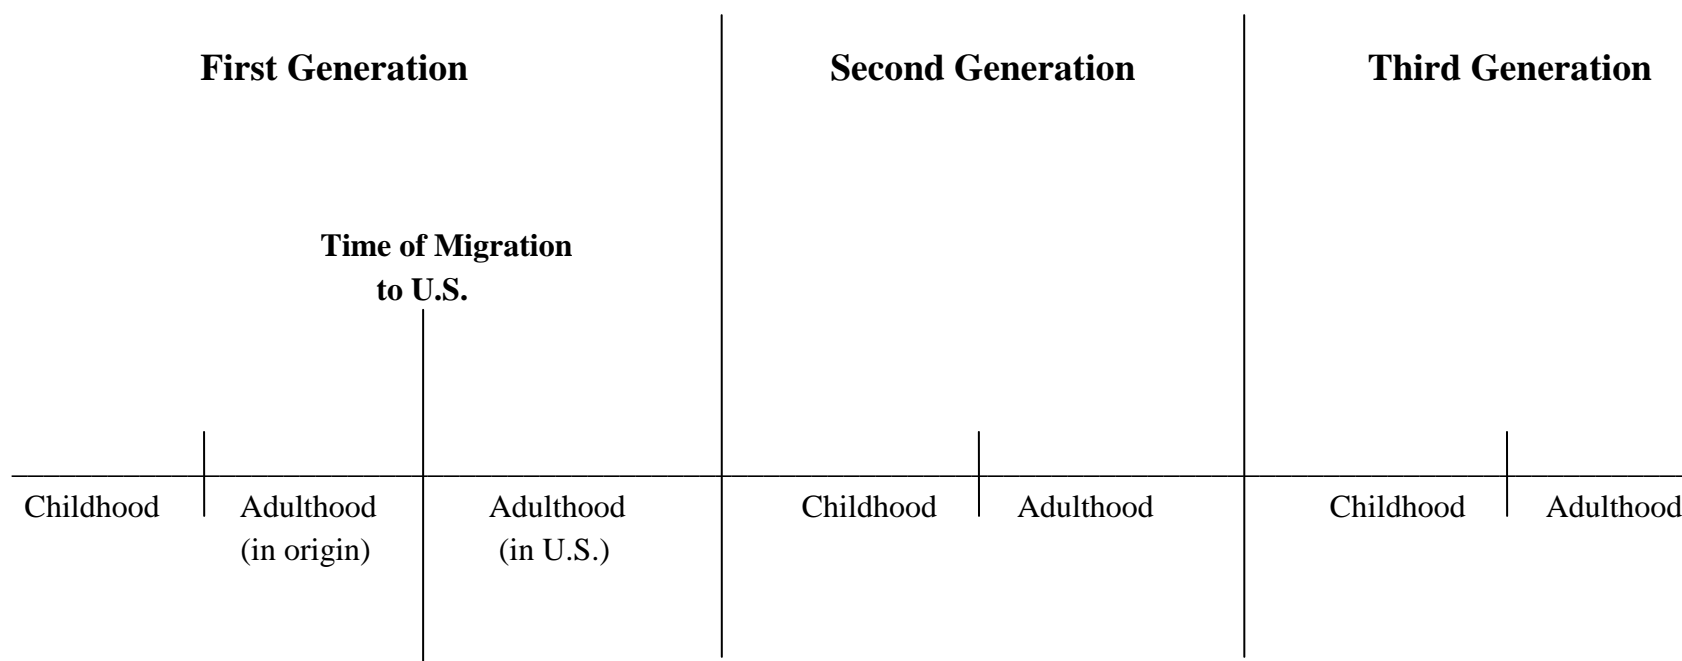 First Generation
Second Generation
Third Generation
Time of Migration
to U.S.
Childhood
Adulthood
(in origin)
Adulthood
(in U.S.)
Childhood
Adulthood
Childhood
Adulthood